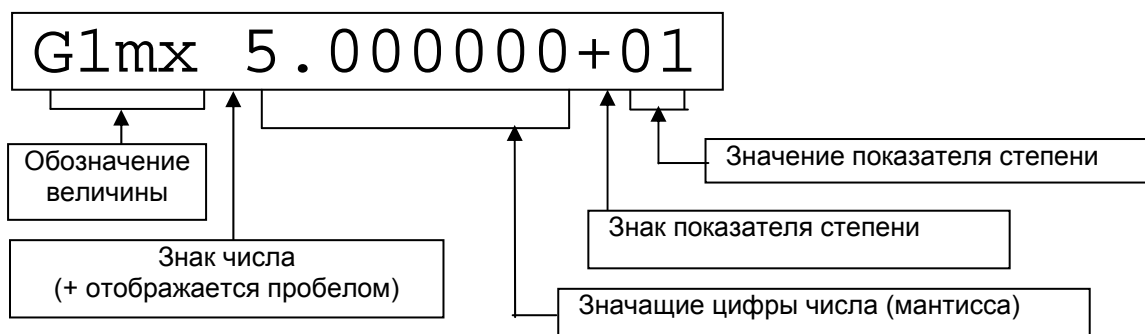 G1mx 5.000000+01
Обозначение
величины
Значение показателя степени
Знак показателя степени
Знак числа
(+ отображается пробелом)
Значащие цифры числа (мантисса)